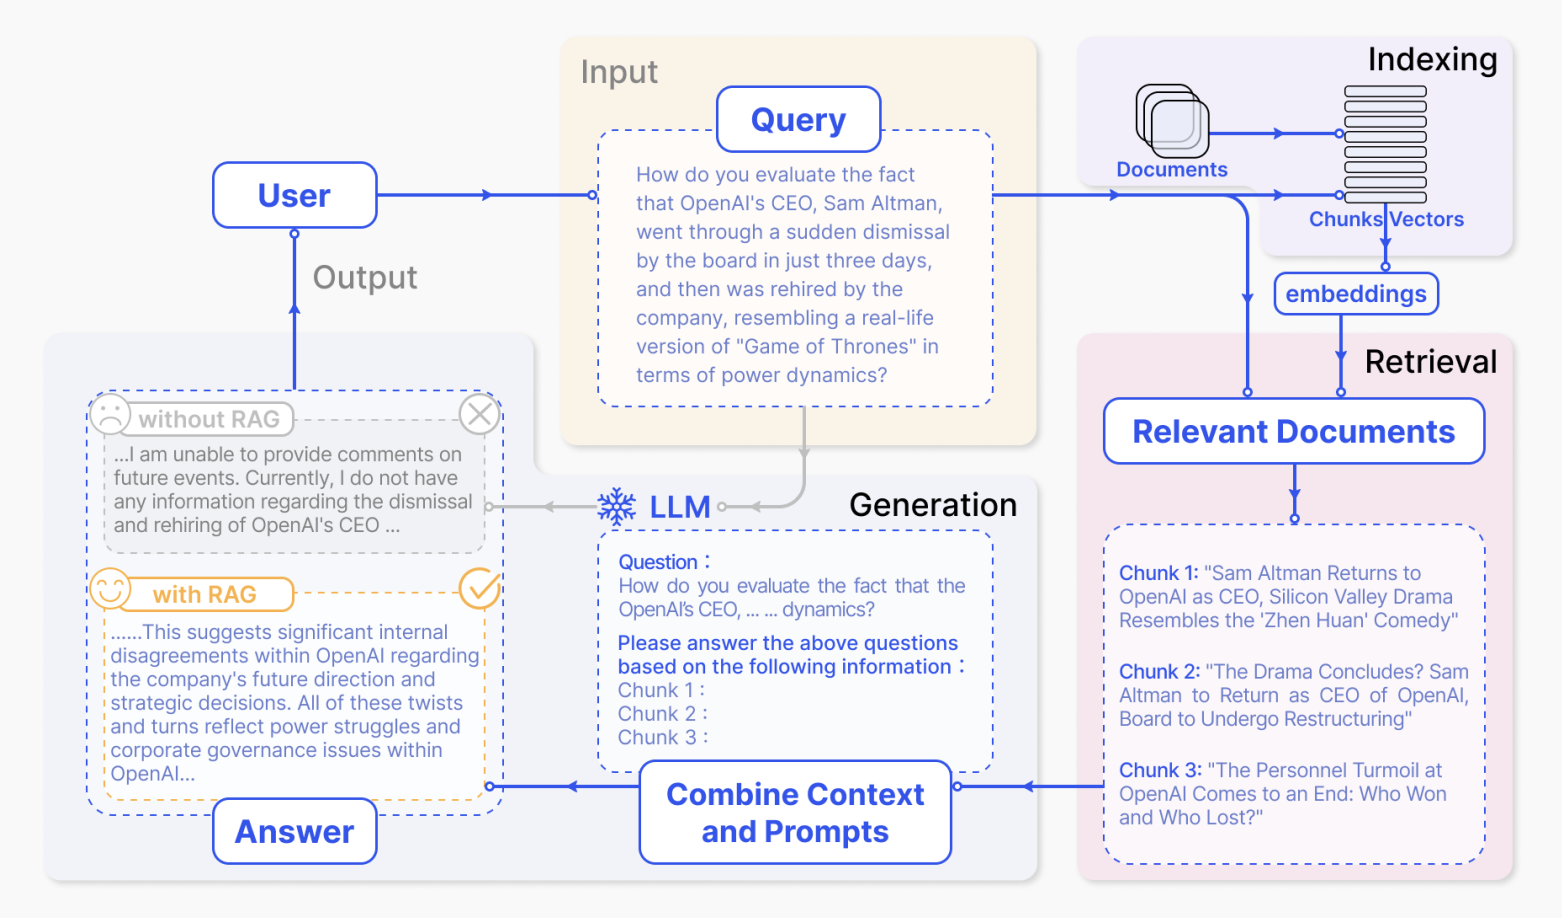 Input
Query
How do you evaluate the fact
that OpenAI's CEO, Sam Altman,
went through a sudden dismissal
by the board in just three days,
and then was rehired by the
company, resembling a real-life
version of "Game of Thrones" in
terms of power dynamics?
Indexing
Documents
Chunks Vectors
embeddings
User
Output
Retrieval
Relevant Documents
Chunk 1: "Sam Altman Returns to
OpenAI as CEO, Silicon Valley Drama
Resembles the 'Zhen Huan' Comedy"
Chunk 2: "The Drama Concludes? Sam
Altman to Return as CEO of OpenAI,
Board to Undergo Restructuring"
Chunk 3: "The Personnel Turmoil at
OpenAI Comes to an End: Who Won
and Who Lost?"
Generation
LLM
Question :
How do you evaluate the fact that the
OpenAI's CEO, ... ... dynamics?
Please answer the above questions
based on the following information :
Chunk 1 :
Chunk 2 :
Chunk 3 :
Combine Context
and Prompts
without RAG
...I am unable to provide comments on
future events. Currently, I do not have
any information regarding the dismissal
and rehiring of OpenAI's CEO ...
with RAG
......This suggests significant internal
disagreements within OpenAI regarding
the company's future direction and
strategic decisions. All of these twists
and turns reflect power struggles and
corporate governance issues within
OpenAI...
Answer